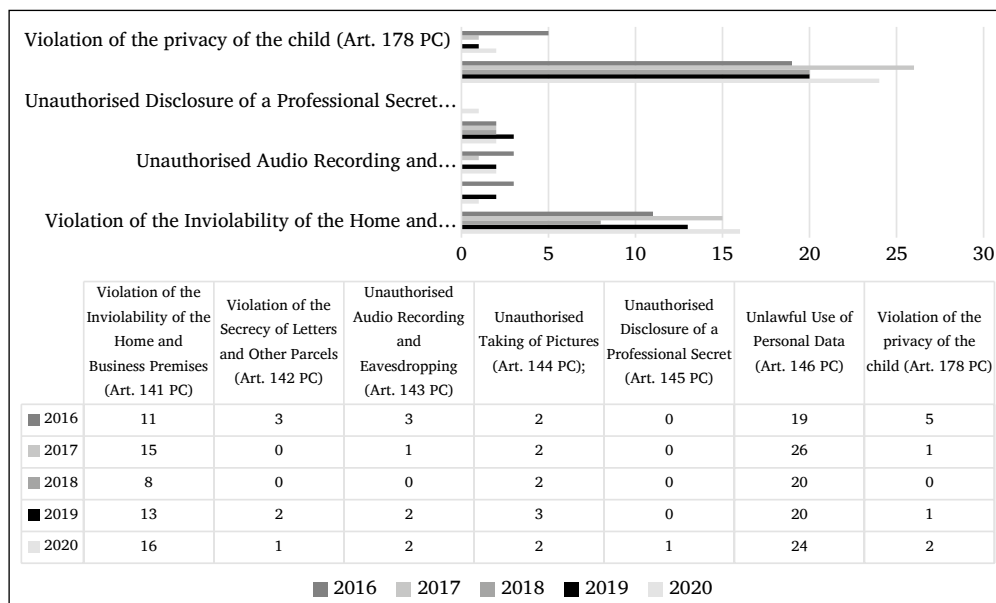 Violation of the privacy of the child (Art. 178 PC)
Unauthorised Disclosure of a Professional Secret…
Unauthorised Audio Recording and…
Violation of the Inviolability of the Home and…
0 5 10 15 20 25 30
Violation of the
Inviolability of the
Home and
Business Premises
(Art. 141 PC)
Violation of the
Secrecy of Letters
and Other Parcels
(Art. 142 PC)
Unauthorised
Audio Recording
and
Eavesdropping
(Art. 143 PC)
Unauthorised
Taking of Pictures
(Art. 144 PC);
Unauthorised
Disclosure of a
Professional Secret
(Art. 145 PC)
Unlawful Use of
Personal Data
(Art. 146 PC)
Violation of the
privacy of the
child (Art. 178 PC)
2016 11 3 3 2 0 19 5
2017 15 0 1 2 0 26 1
2018 8 0 0 2 0 20 0
2019 13 2 2 3 0 20 1
2020 16 1 2 2 1 24 2
2016 2017 2018 2019 2020